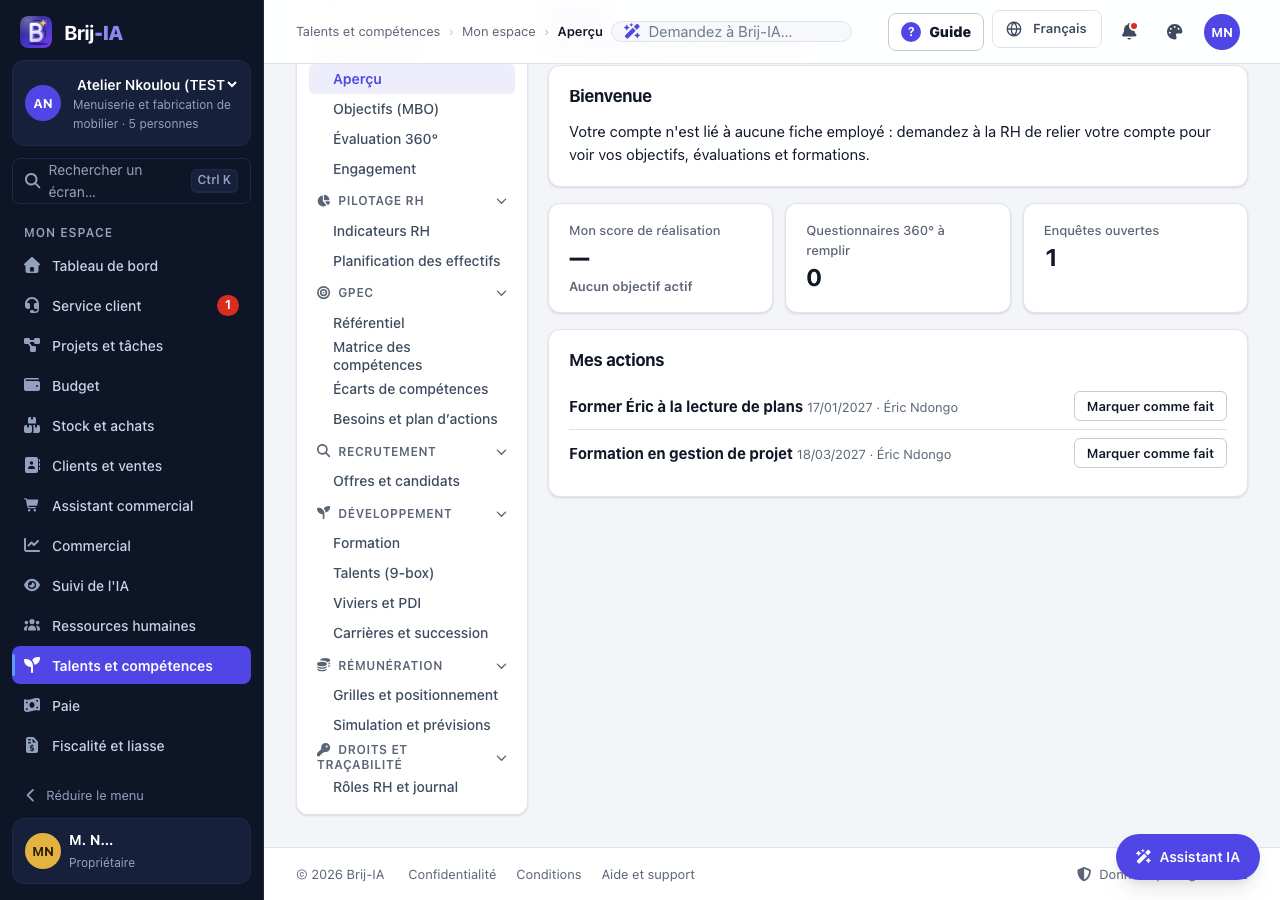 Brij-IA
AN
Atelier Nkoulou (TEST
Menuiserie et fabrication de
mobilier · 5 personnes
Rechercher un
écran...
Ctrl K
MON ESPACE
Tableau de bord
Service client
1
Projets et tâches
Budget
Stock et achats
Clients et ventes
Assistant commercial
Commercial
Suivi de l'IA
Ressources humaines
Talents et compétences
Paie
Fiscalité et liasse
Réduire le menu
MN
M. N...
Propriétaire
Talents et compétences › Mon espace › Aperçu
Demandez à Brij-IA...
? Guide
Français
MN
Aperçu
Objectifs (MBO)
Évaluation 360°
Engagement
PILOTAGE RH
Indicateurs RH
Planification des effectifs
GPEC
Référentiel
Matrice des
compétences
Écarts de compétences
Besoins et plan d’actions
RECRUTEMENT
Offres et candidats
DÉVELOPPEMENT
Formation
Talents (9-box)
Viviers et PDI
Carrières et succession
RÉMUNÉRATION
Grilles et positionnement
Simulation et prévisions
DROITS ET
TRAÇABILITÉ
Rôles RH et journal
Bienvenue
Votre compte n'est lié à aucune fiche employé : demandez à la RH de relier votre compte pour
voir vos objectifs, évaluations et formations.
Mon score de réalisation
—
Aucun objectif actif
Questionnaires 360° à
remplir
0
Enquêtes ouvertes
1
Mes actions
Former Éric à la lecture de plans 17/01/2027 · Éric Ndongo
Marquer comme fait
Formation en gestion de projet 18/03/2027 · Éric Ndongo
Marquer comme fait
© 2026 Brij-IA
Confidentialité
Conditions
Aide et support
Assistant IA